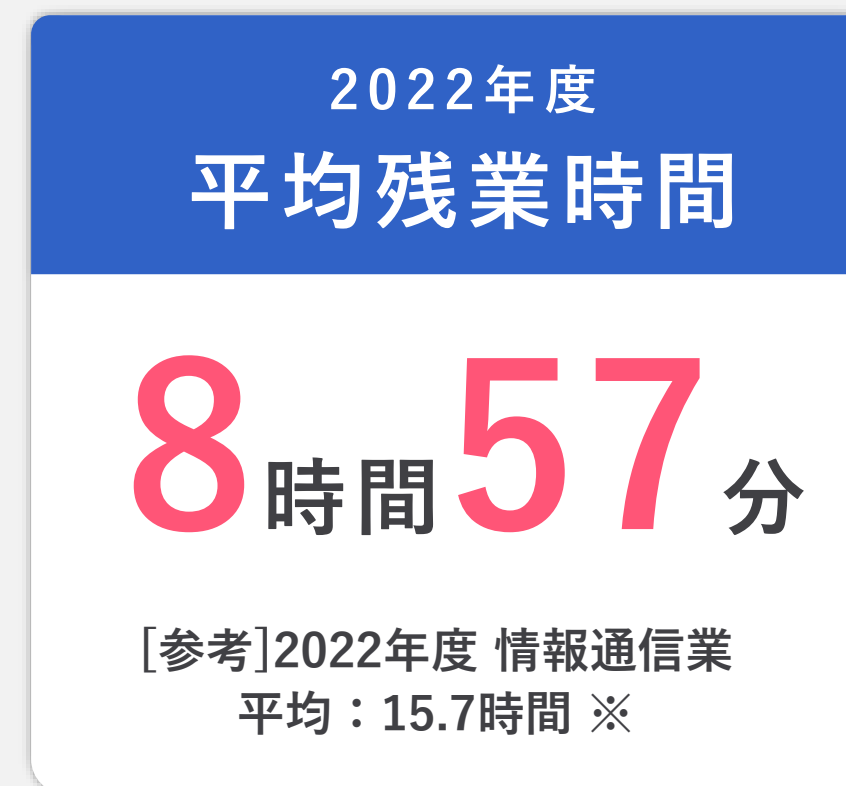 2022年度
平均残業時間
8時間57分
[参考]2022年度 情報通信業
平均：15.7時間 ※